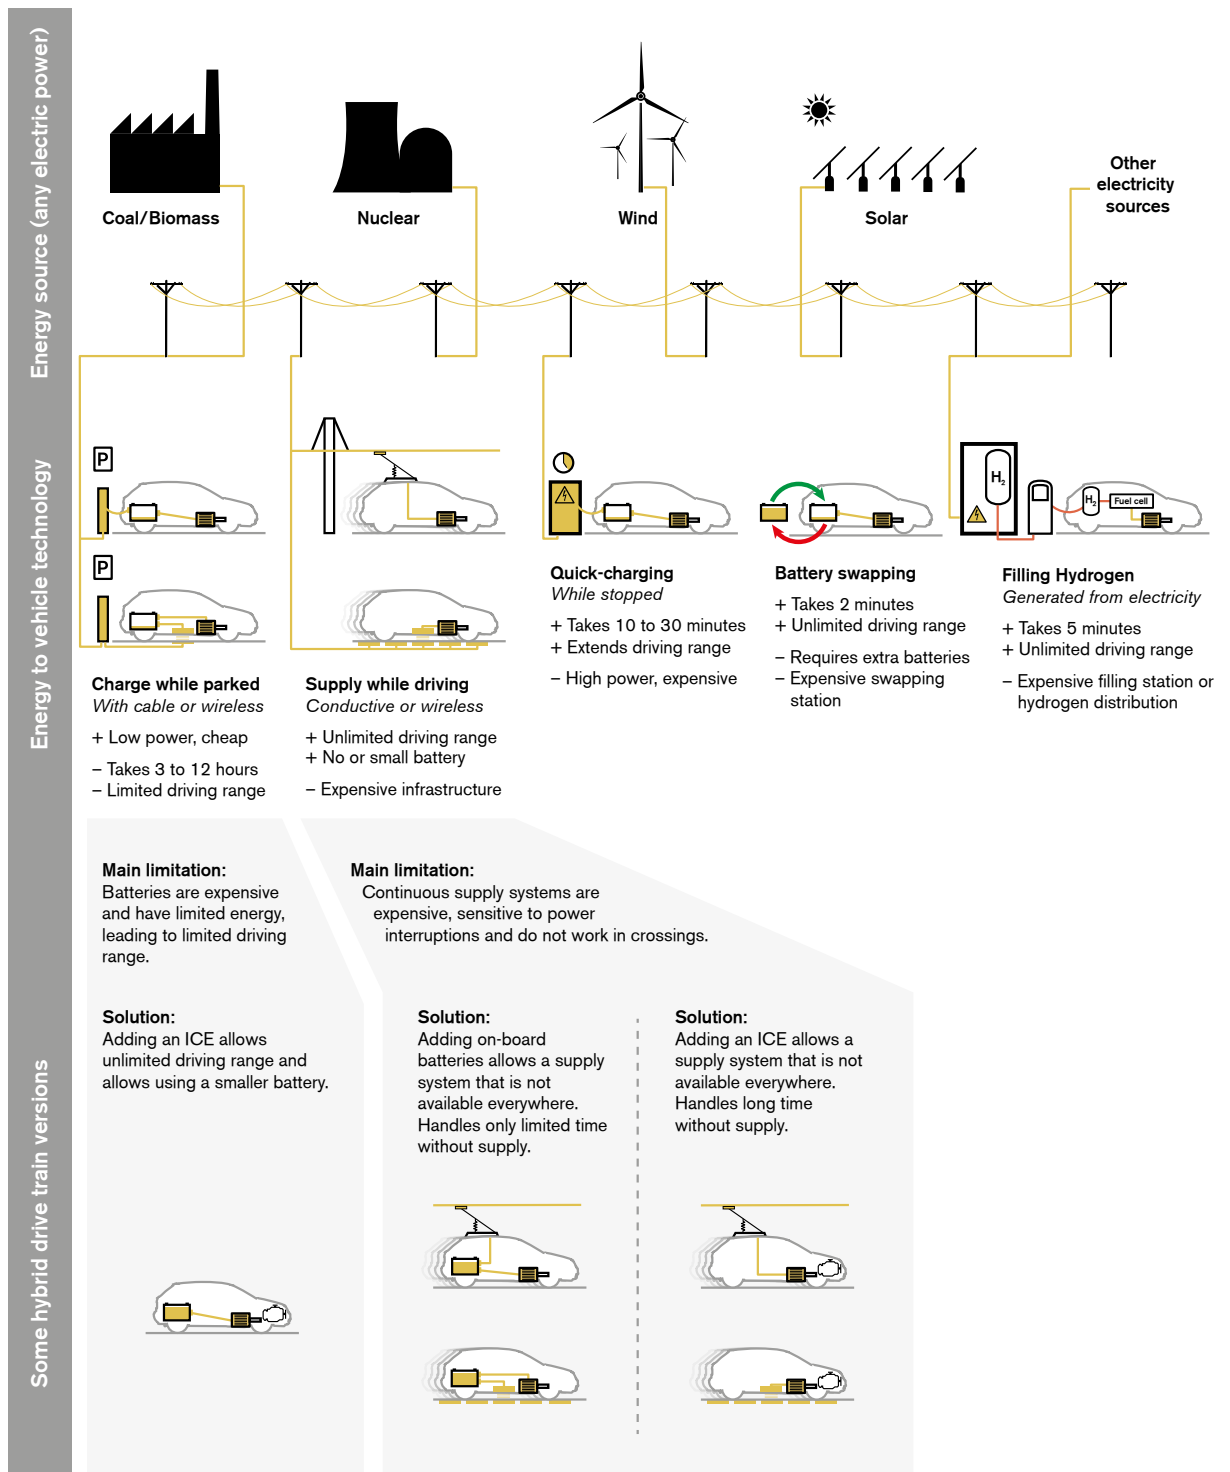 Energy source (any electric power)
Coal/Biomass
Nuclear
Wind
Solar
Other
electricity
sources
Energy to vehicle technology
P
P
H2
H2
Fuel cell
Charge while parked
With cable or wireless
+ Low power, cheap
– Takes 3 to 12 hours
– Limited driving range
Supply while driving
Conductive or wireless
+ Unlimited driving range
+ No or small battery
– Expensive infrastructure
Quick-charging
While stopped
+ Takes 10 to 30 minutes
+ Extends driving range
– High power, expensive
Battery swapping
+ Takes 2 minutes
+ Unlimited driving range
– Requires extra batteries
– Expensive swapping
station
Filling Hydrogen
Generated from electricity
+ Takes 5 minutes
+ Unlimited driving range
– Expensive filling station or
hydrogen distribution
Some hybrid drive train versions
Main limitation:
Batteries are expensive
and have limited energy,
leading to limited driving
range.
Solution:
Adding an ICE allows
unlimited driving range and
allows using a smaller battery.
Main limitation:
Continuous supply systems are
expensive, sensitive to power
interruptions and do not work in crossings.
Solution:
Adding on-board
batteries allows a supply
system that is not
available everywhere.
Handles only limited time
without supply.
Solution:
Adding an ICE allows a
supply system that is not
available everywhere.
Handles long time
without supply.